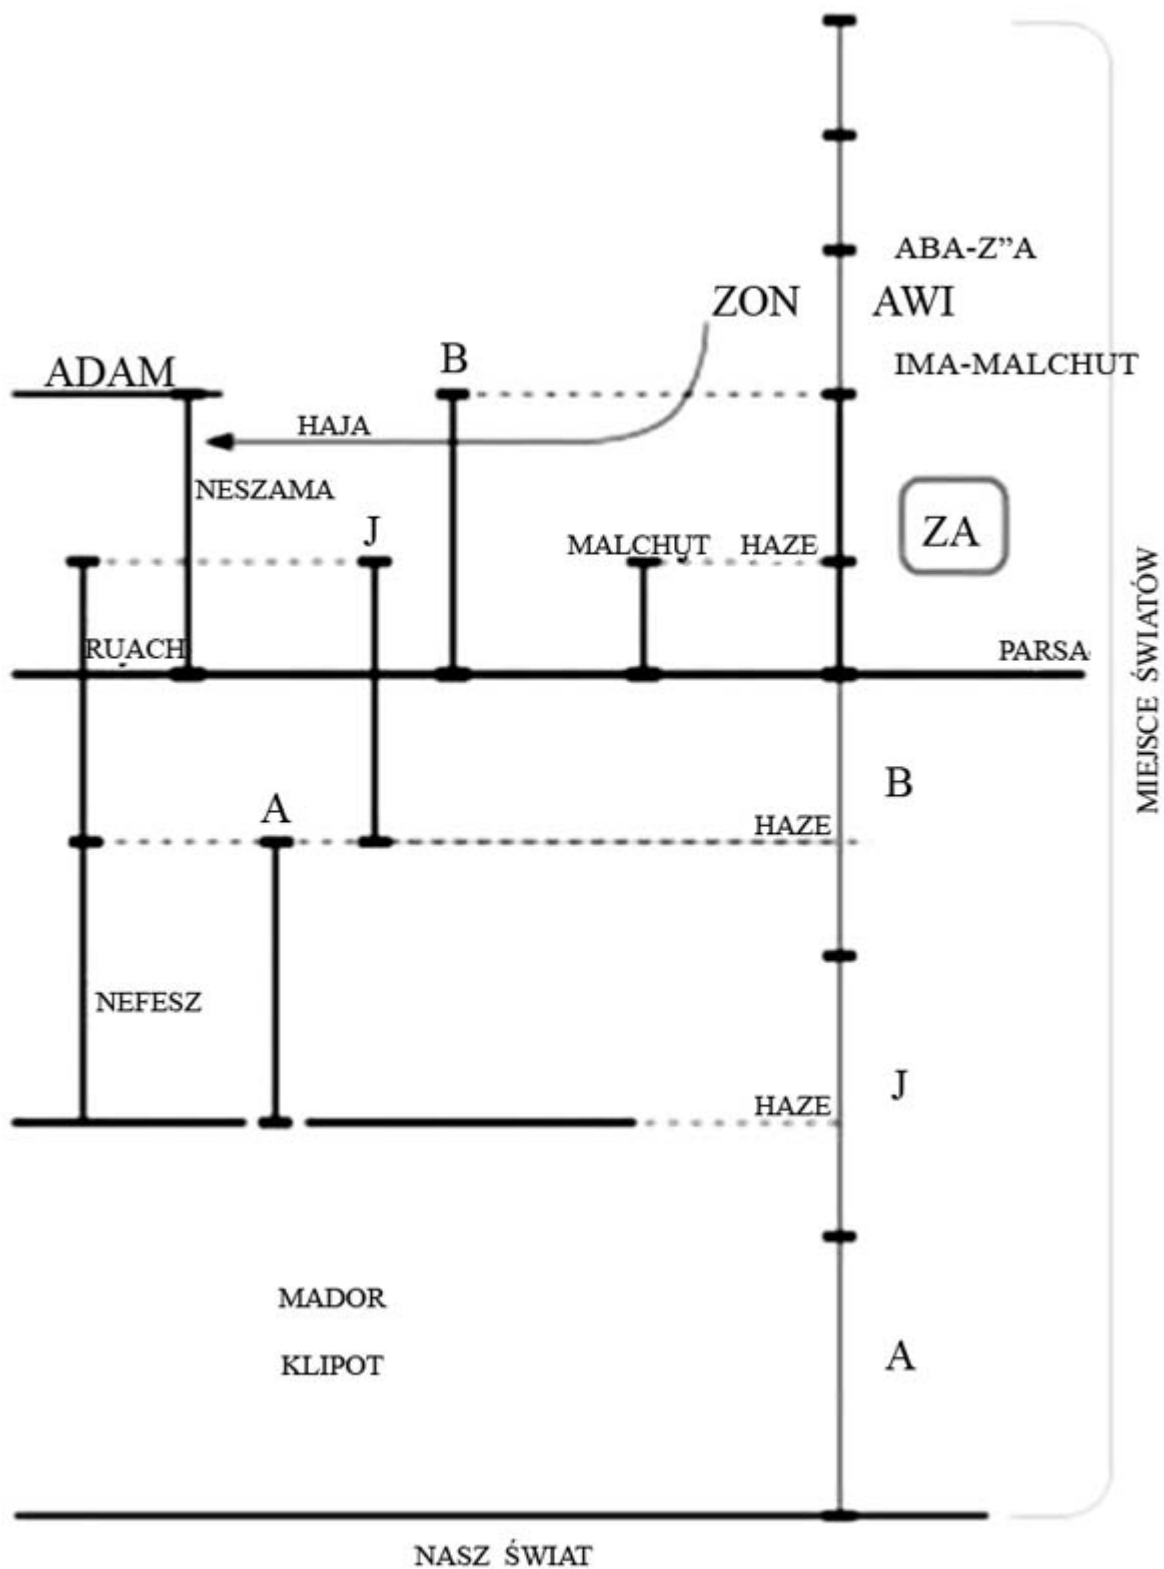 ABA-Z”A
ZON AWI
B
IMA-MALCHUT
ADAM
HAJA
NESZAMA
J
MALCHUT HAZE
ZA
RUACH
PARSA
MIEJSCE ŚWIATÓW
B
A
HAZE
NEFESZ
J
HAZE
MADOR
KLIPOT
A
NASZ ŚWIAT